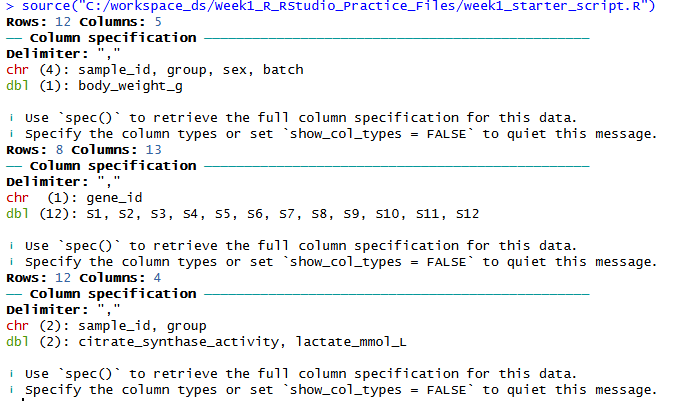 > source("C:/workspace_ds/week1_R_RStudio_Practice_Files/week1_starter_script.R")
Rows: 12 Columns: 5
── Column specification ────────────────────────────────────────────────
Delimiter: ","
chr (4): sample_id, group, sex, batch
dbl (1): body_weight_g

ℹ Use `spec()` to retrieve the full column specification for this data.
ℹ Specify the column types or set `show_col_types = FALSE` to quiet this message.
Rows: 8 Columns: 13
── Column specification ────────────────────────────────────────────────
Delimiter: ","
chr  (1): gene_id
dbl (12): S1, S2, S3, S4, S5, S6, S7, S8, S9, S10, S11, S12

ℹ Use `spec()` to retrieve the full column specification for this data.
ℹ Specify the column types or set `show_col_types = FALSE` to quiet this message.
Rows: 12 Columns: 4
── Column specification ────────────────────────────────────────────────
Delimiter: ","
chr (2): sample_id, group
dbl (2): citrate_synthase_activity, lactate_mmol_L

ℹ Use `spec()` to retrieve the full column specification for this data.
ℹ Specify the column types or set `show_col_types = FALSE` to quiet this message.